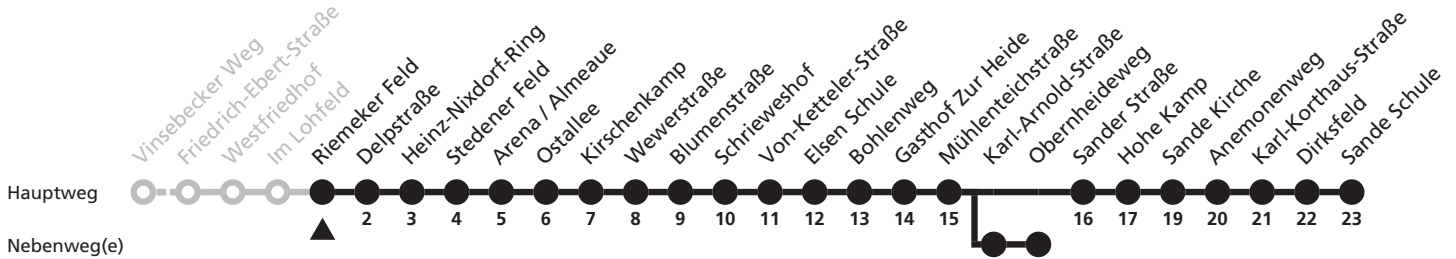 Vinsebecker Weg
Friedrich-Ebert-Straße
Westfriedhof
Im Lohfeld
Riemeker Feld
Delpstraße
Heinz-Nixdorf-Ring
Stedener Feld
Arena / Almeaue
Ostallee
Kirschenkamp
Wewerstraße
Blumenstraße
Schrieweshof
Von-Ketteler-Straße
Elsen Schule
Bohlenweg
Gasthof Zur Heide
Mühlenteichstraße
Karl-Arnold-Straße
Obernheideweg
Sander Straße
Hohe Kamp
Sande Kirche
Anemonenweg
Karl-Korthaus-Straße
Dirksfeld
Sande Schule
Hauptweg
2 3 4 5 6 7 8 9 10 11 12 13 14 15 16 17 19 20 21 22 23
Nebenweg(e)